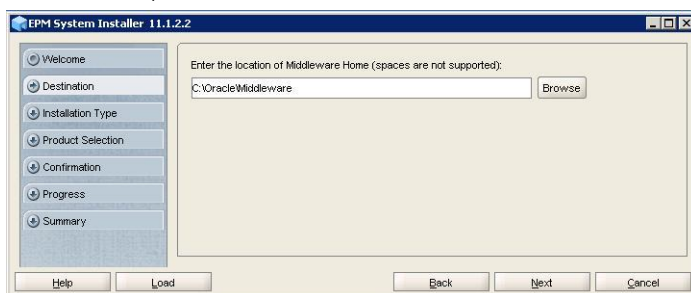 EPM System Installer 11.1.2.2
Welcome
Destination
Installation Type
Product Selection
Confirmation
Progress
Summary
Enter the location of Middleware Home (spaces are not supported):
C:\Oracle\Middleware
Browse
Help
Load
Back
Next
Cancel